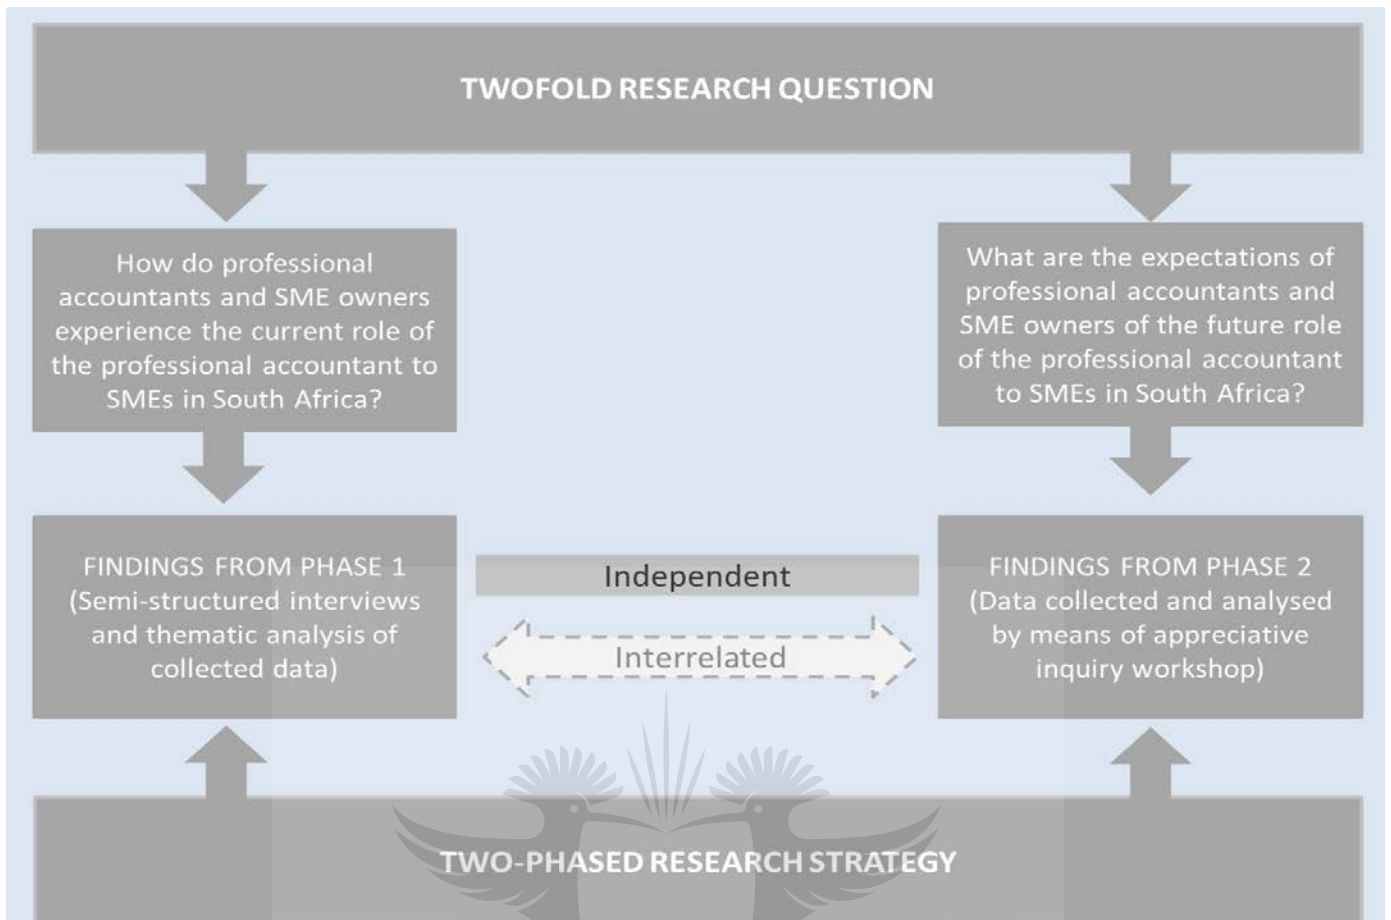 TWOFOLD RESEARCH QUESTION
How do professional
accountants and SME owners
experience the current role of
the professional accountant to
SMEs in South Africa?
What are the expectations of
professional accountants and
SME owners of the future role
of the professional accountant
to SMEs in South Africa?
FINDINGS FROM PHASE 1
(Semi-structured interviews
and thematic analysis of
collected data)
Independent
Interrelated
FINDINGS FROM PHASE 2
(Data collected and analysed
by means of appreciative
inquiry workshop)
TWO-PHASED RESEARCH STRATEGY